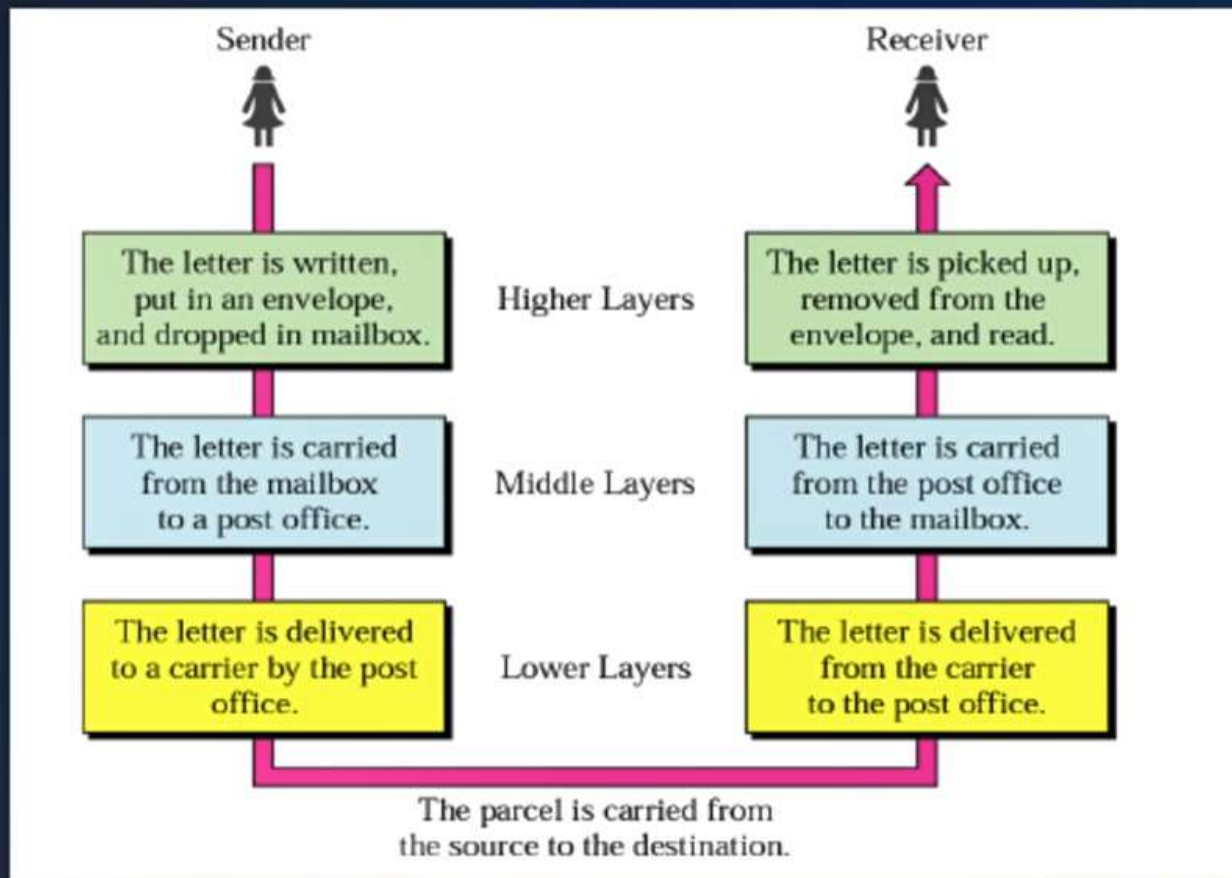 Sender
Receiver
The letter is written,
put in an envelope,
and dropped in mailbox.
Higher Layers
The letter is picked up,
removed from the
envelope, and read.
The letter is carried
from the mailbox
to a post office.
Middle Layers
The letter is carried
from the post office
to the mailbox.
The letter is delivered
to a carrier by the post
office.
Lower Layers
The letter is delivered
from the carrier
to the post office.
The parcel is carried from
the source to the destination.